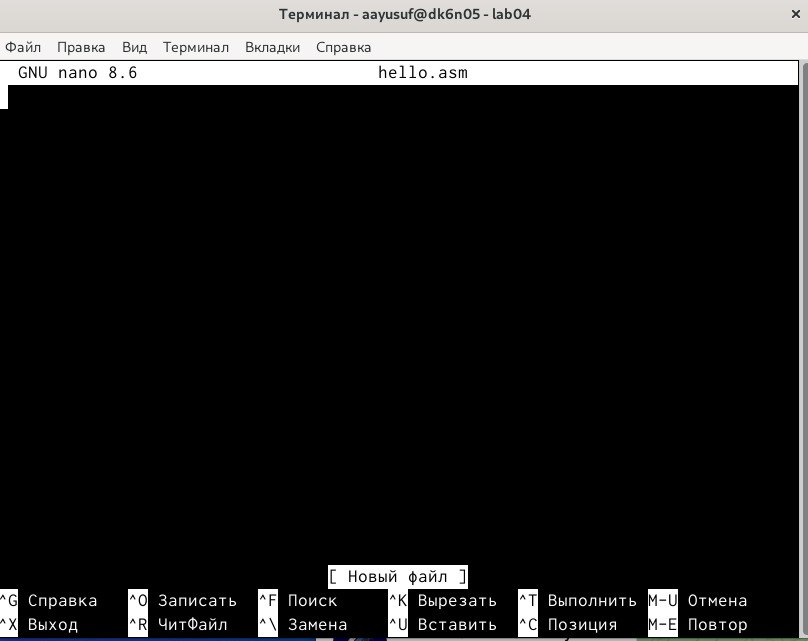 Терминал - aayusuf@dk6n05 - lab04
Файл Правка Вид Терминал Вкладки Справка
GNU nano 8.6 hello.asm
[ Новый файл ]
^G Справка ^O Записать ^F Поиск ^K Вырезать ^T Выполнить M-U Отмена
^X Выход ^R ЧитФайл ^\ Замена ^U Вставить ^C Позиция M-E Повтор